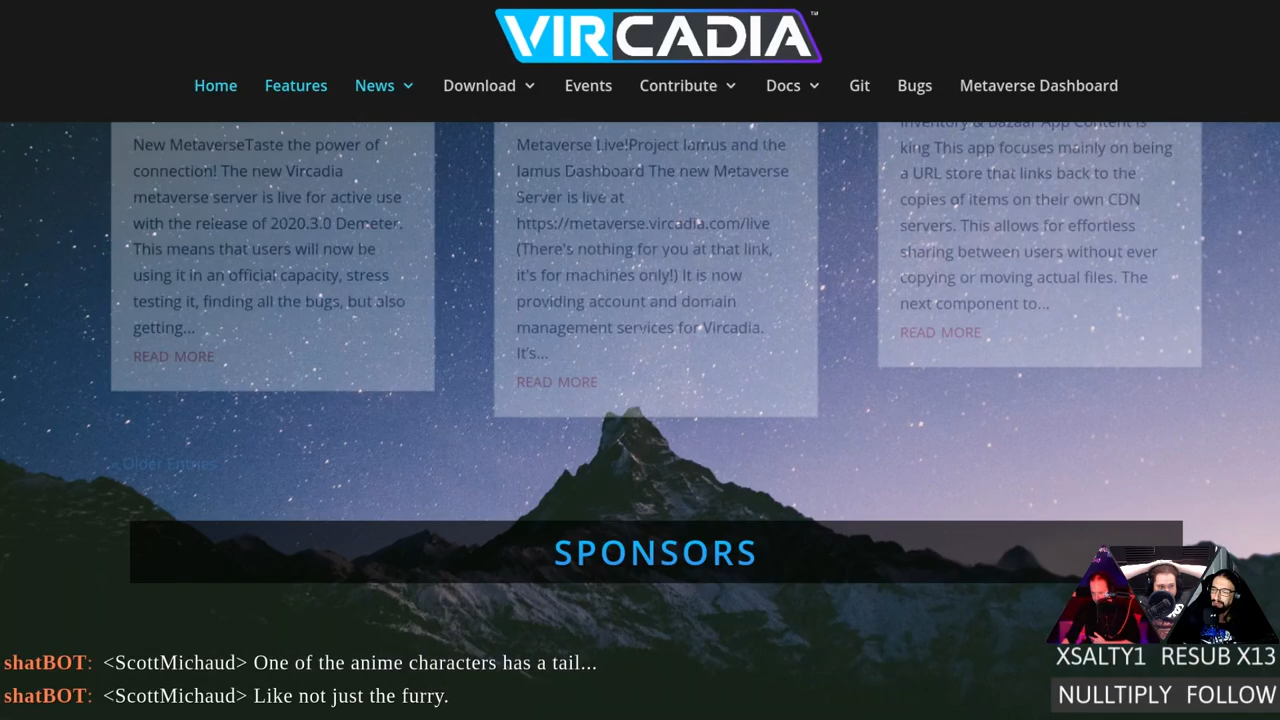 VIRCADIA™
Home Features News Download Events Contribute Docs Git Bugs Metaverse Dashboard
New MetaverseTaste the power of
connection! The new Vircadia
metaverse server is live for active use
with the release of 2020.3.0 Demeter.
This means that users will now be
using it in an official capacity, stress
testing it, finding all the bugs, but also
getting...
READ MORE
Metaverse Live!Project Iamus and the
Iamus Dashboard The new Metaverse
Server is live at
https://metaverse.vircadia.com/live
(There's nothing for you at that link,
it's for machines only!) It is now
providing account and domain
management services for Vircadia.
It's...
READ MORE
Inventory & Bazaar App Content is
king This app focuses mainly on being
a URL store that links back to the
copies of items on their own CDN
servers. This allows for effortless
sharing between users without ever
copying or moving actual files. The
next component to...
READ MORE
« Older Entries
SPONSORS
shatBOT: <ScottMichaud> One of the anime characters has a tail...
shatBOT: <ScottMichaud> Like not just the furry.
XSALTY1 RESUB X13
NULLTIPLY FOLLOW